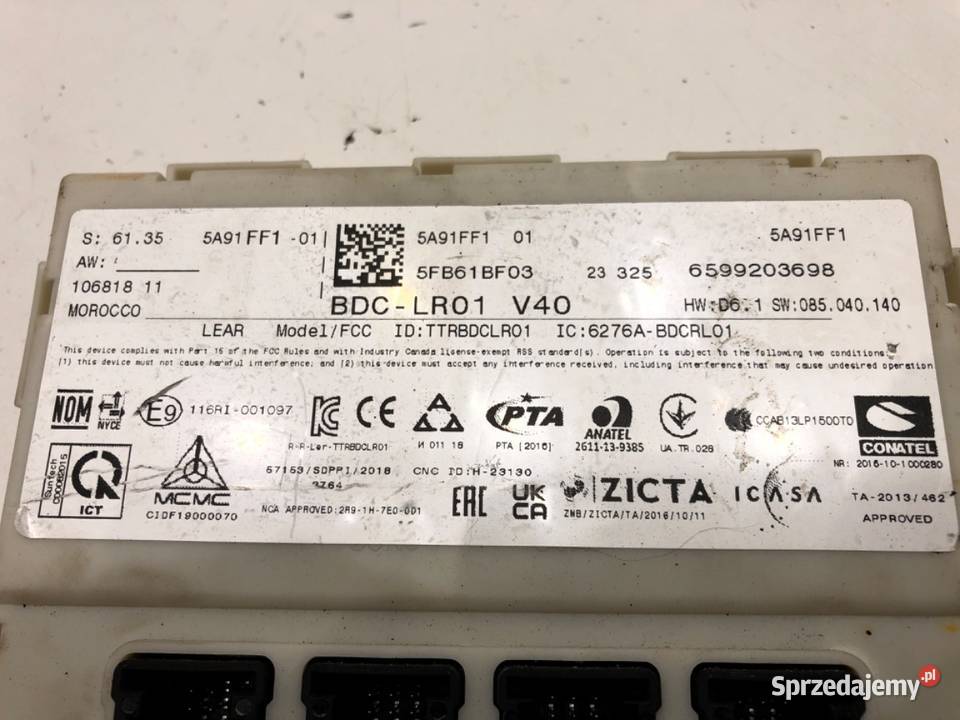 S: 61.35 5A91FF1 -01 5A91FF1 01 5A91FF1
AW:
5FB61BF03 23 325 6599203698
106818 11
MOROCCO BDC-LR01 V40 HW:D6.1 SW:085.040.140
LEAR Model/FCC ID:TTRBDCLR01 IC:6276A-BDCRL01
This device complies with Part 15 of the FCC Rules and with Industry Canada license-exempt RSS standard(s). Operation is subject to the following two conditions:
(1) this device must not cause harmful interference, and (2) this device must accept any interference received, including interference that may cause undesired operation
NOM NYCE E9 116RI-001097 CE PTA ANATEL CCAB13LP1500TD CONATEL
R-R-Ler-TTRBDCLR01 И 011 18 PTA [2016] 2611-13-9385 UA.TR.028 NR: 2016-10-1000280
ICT MCMC 57153/SDPPI/2018 CNC ID:H-23130
3764 EAC UK CA ZICTA ICASA TA-2013/462
CIDF19000070 NCA APPROVED:2R9-1H-7E0-001 ZMB/ZICTA/TA/2016/10/11 APPROVED
Sprzedajemy.pl